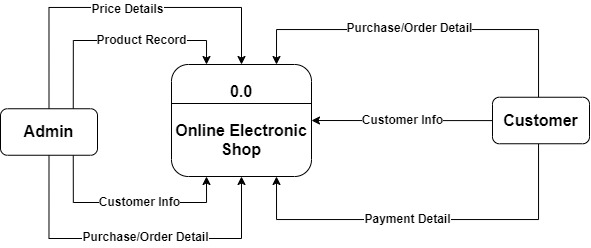 Price Details
Product Record
Purchase/Order Detail
0.0
Admin
Online Electronic
Shop
Customer Info
Customer
Customer Info
Payment Detail
Purchase/Order Detail